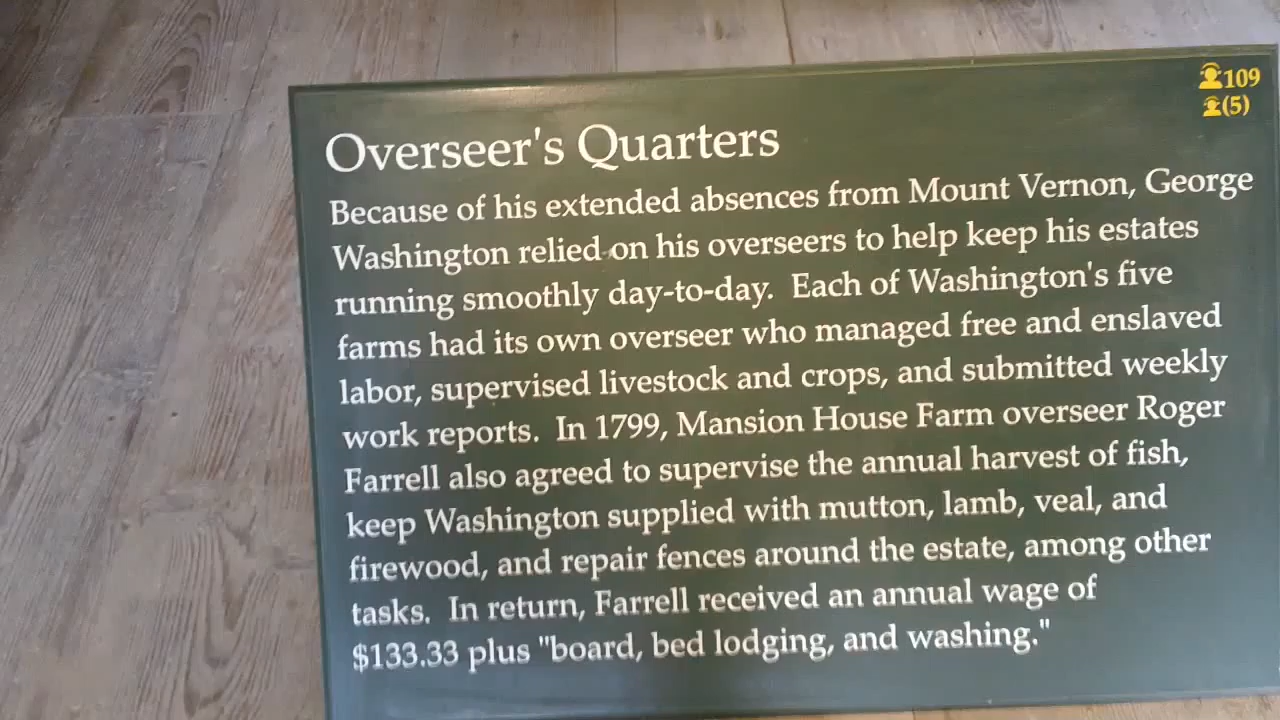 109
(5)
Overseer's Quarters
Because of his extended absences from Mount Vernon, George
Washington relied on his overseers to help keep his estates
running smoothly day-to-day.  Each of Washington's five
farms had its own overseer who managed free and enslaved
labor, supervised livestock and crops, and submitted weekly
work reports.  In 1799, Mansion House Farm overseer Roger
Farrell also agreed to supervise the annual harvest of fish,
keep Washington supplied with mutton, lamb, veal, and
firewood, and repair fences around the estate, among other
tasks.  In return, Farrell received an annual wage of
$133.33 plus "board, bed lodging, and washing."